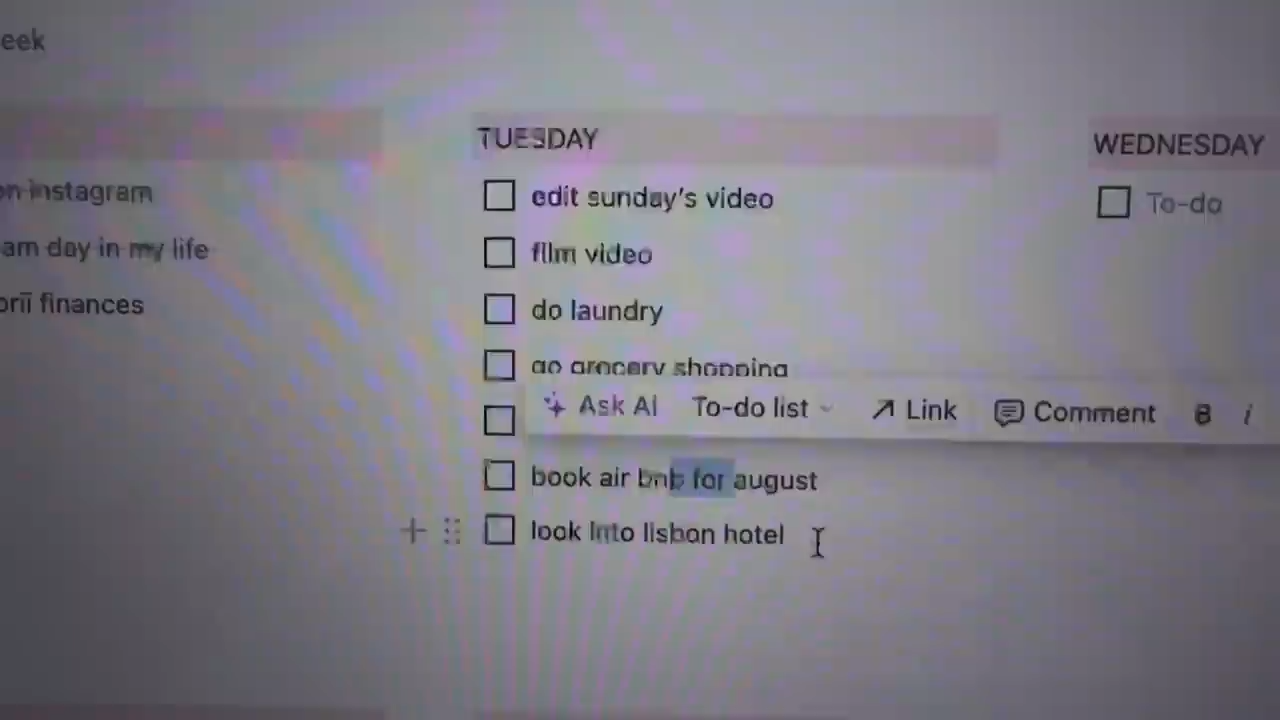 eek
on instagram
am day in my life
finances
TUESDAY
edit sunday's video
film video
do laundry
go grocery shopping
Ask AI To-do list Link Comment B i
book air bnb for august
look into lisbon hotel
WEDNESDAY
To-do